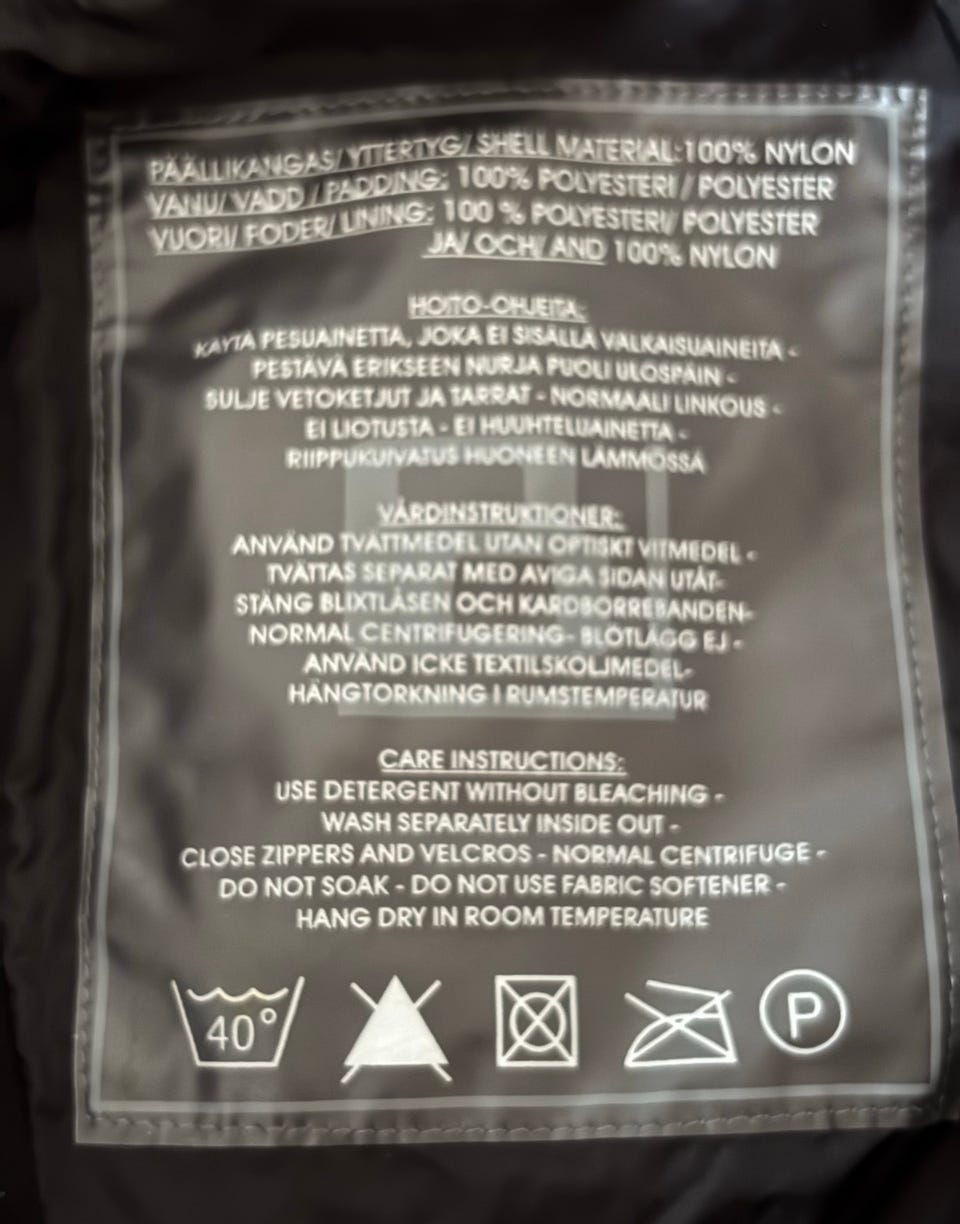 PÄÄLLIKANGAS/ YTTERTYG/ SHELL MATERIAL:100% NYLON
VANU/ VADD / PADDING: 100% POLYESTERI / POLYESTER
VUORI/ FODER/ LINING: 100 % POLYESTERI/ POLYESTER
JA/ OCH/ AND 100% NYLON
HOITO-OHJEITA:
KÄYTÄ PESUAINETTA, JOKA EI SISÄLLÄ VALKAISUAINEITA -
PESTÄVÄ ERIKSEEN NURJA PUOLI ULOSPÄIN -
SULJE VETOKETJUT JA TARRAT - NORMAALI LINKOUS -
EI LIOTUSTA - EI HUUHTELUAINETTA -
RIIPPUKUIVATUS HUONEEN LÄMMÖSSÄ
VÅRDINSTRUKTIONER:
ANVÄND TVÄTTMEDEL UTAN OPTISKT VITMEDEL -
TVÄTTAS SEPARAT MED AVIGA SIDAN UTÅT-
STÄNG BLIXTLÅSEN OCH KARDBORREBANDEN-
NORMAL CENTRIFUGERING- BLÖTLÄGG EJ -
ANVÄND ICKE TEXTILSKÖLJMEDEL-
HÄNGTORKNING I RUMSTEMPERATUR
CARE INSTRUCTIONS:
USE DETERGENT WITHOUT BLEACHING -
WASH SEPARATELY INSIDE OUT -
CLOSE ZIPPERS AND VELCROS - NORMAL CENTRIFUGE -
DO NOT SOAK - DO NOT USE FABRIC SOFTENER -
HANG DRY IN ROOM TEMPERATURE
40° P